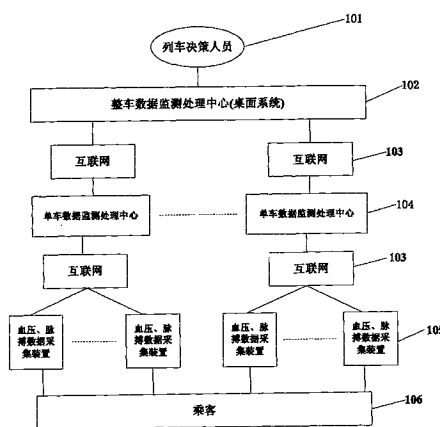 101
列车决策人员
102
整车数据监测处理中心(桌面系统)
互联网
互联网
103
单车数据监测处理中心
单车数据监测处理中心
104
互联网
互联网
103
血压、脉
搏数据采
集装置
血压、脉
搏数据采
集装置
血压、脉
搏数据采
集装置
血压、脉
搏数据采
集装置
105
乘客
106